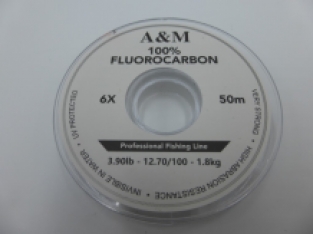 A&M
100%
FLUOROCARBON
6X 50m
Professional Fishing Line
3.90lb - 12.70/100 - 1.8kg
UV PROTECTED • INVISIBLE IN WATER • HIGH ABRASION RESISTANCE • VERY STRONG